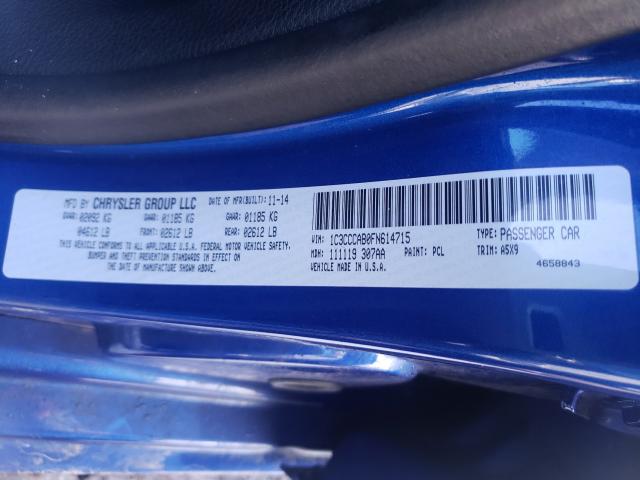 MFD BY CHRYSLER GROUP LLC DATE OF MFR(BUILT): 11-14
GVWR: 02092 KG GAWR: 01185 KG GAWR: 01185 KG
04612 LB FRONT: 02612 LB REAR: 02612 LB
THIS VEHICLE CONFORMS TO ALL APPLICABLE U.S.A. FEDERAL MOTOR VEHICLE SAFETY,
BUMPER AND THEFT PREVENTION STANDARDS IN EFFECT ON
THE DATE OF MANUFACTURE SHOWN ABOVE.
VIN: 1C3CCCAB0FN614715 TYPE: PASSENGER CAR
MDH: 111119 307AA PAINT: PCL TRIM: A5X9
VEHICLE MADE IN U.S.A. 4658843